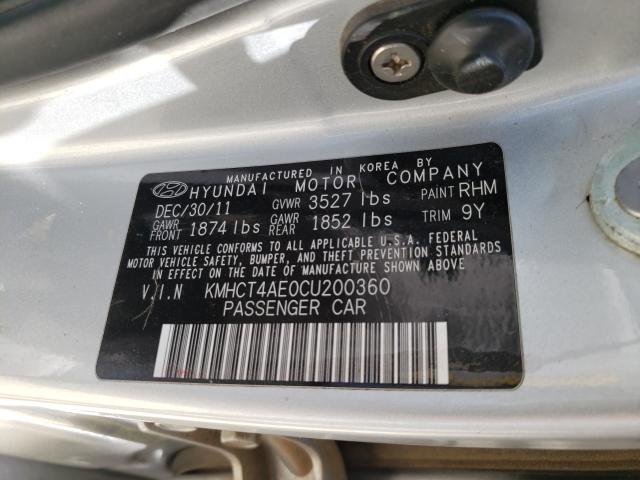 MANUFACTURED IN KOREA BY
HYUNDAI MOTOR COMPANY
DEC/30/11 GVWR 3527 lbs PAINT RHM
GAWR FRONT 1874 lbs GAWR REAR 1852 lbs TRIM 9Y
THIS VEHICLE CONFORMS TO ALL APPLICABLE U.S.A. FEDERAL
MOTOR VEHICLE SAFETY, BUMPER, AND THEFT PREVENTION STANDARDS
IN EFFECT ON THE DATE OF MANUFACTURE SHOWN ABOVE
V.I.N KMHCT4AE0CU200360
PASSENGER CAR